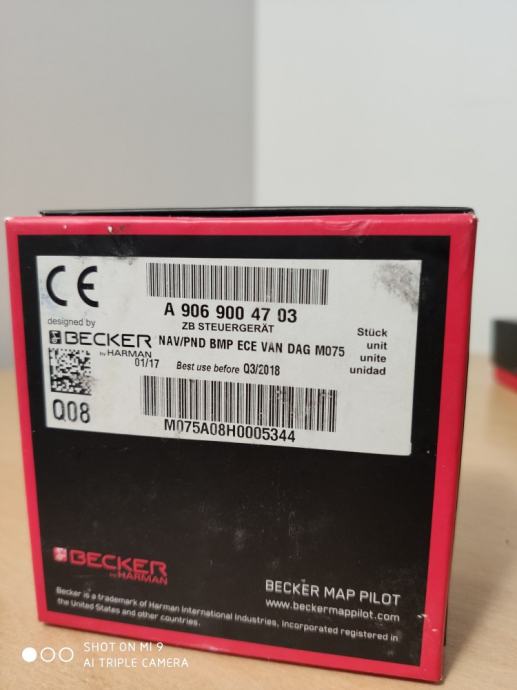 CE
A 906 900 47 03
ZB STEUERGERÄT
designed by
BECKER
by HARMAN
NAV/PND BMP ECE VAN DAG M075
Stück
unit
unite
unidad
01/17
Best use before Q3/2018
Q08
M075A08H0005344
BECKER
by HARMAN
BECKER MAP PILOT
www.beckermappilot.com
Becker is a trademark of Harman International Industries, Incorporated registered in
the United States and other countries.
SHOT ON MI 9
AI TRIPLE CAMERA